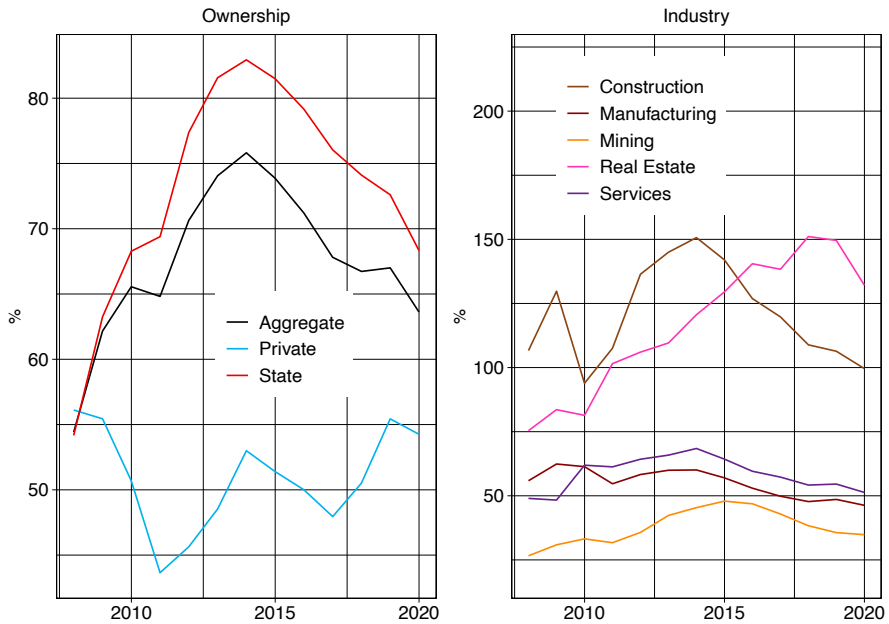 Ownership
%
80
70
60
50
2010
2015
2020
Aggregate
Private
State
Industry
%
200
150
100
50
2010
2015
2020
Construction
Manufacturing
Mining
Real Estate
Services